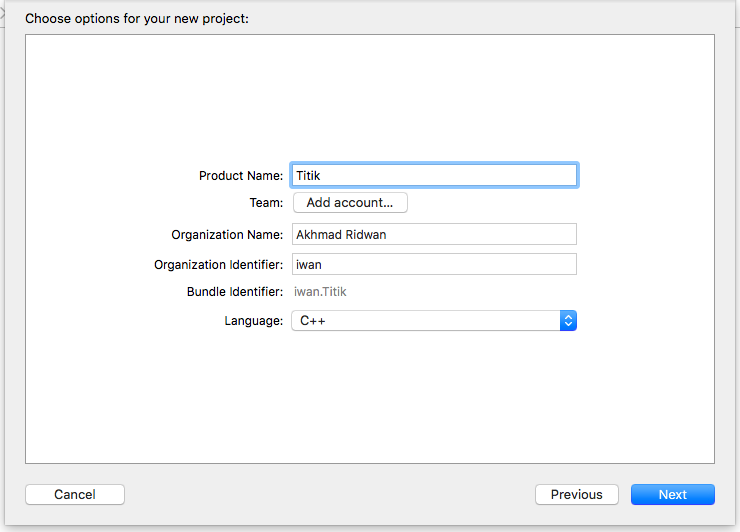 Choose options for your new project:
Product Name: Titik
Team: Add account...
Organization Name: Akhmad Ridwan
Organization Identifier: iwan
Bundle Identifier: iwan.Titik
Language: C++
Cancel Previous Next